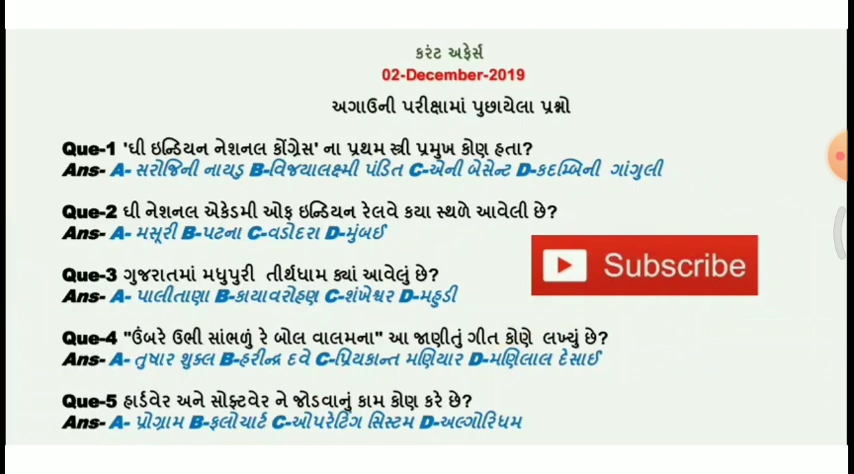 કરંટ અફેર્સ
02-December-2019
અગાઉની પરીક્ષામાં પુછાયેલા પ્રશ્નો
Que-1 'ધી ઇન્ડિયન નેશનલ કોંગ્રેસ' ના પ્રથમ સ્ત્રી પ્રમુખ કોણ હતા?
Ans- A- સરોજિની નાયડુ B-વિજયાલક્ષ્મી પંડિત C-એની બેસેન્ટ D-કદમ્બિની ગાંગુલી
Que-2 ધી નેશનલ એકેડમી ઓફ ઇન્ડિયન રેલવે કયા સ્થળે આવેલી છે?
Ans- A- મસૂરી B-પટના C-વડોદરા D-મુંબઈ
Subscribe
Que-3 ગુજરાતમાં મધુપુરી તીર્થધામ ક્યાં આવેલું છે?
Ans- A- પાલીતાણા B-કાયાવરોહણ C-શંખેશ્વર D-મહુડી
Que-4 "ઉંબરે ઉભી સાંભળું રે બોલ વાલમના" આ જાણીતું ગીત કોણે લખ્યું છે?
Ans- A- તુષાર શુક્લ B-હરીન્દ્ર દવે C-પ્રિયકાન્ત મણિયાર D-મણિલાલ દેસાઈ
Que-5 હાર્ડવેર અને સોફ્ટવેર ને જોડવાનું કામ કોણ કરે છે?
Ans- A- પ્રોગ્રામ B-ફલોચાર્ટ C-ઓપરેટિંગ સિસ્ટમ D-અલ્ગોરિધમ